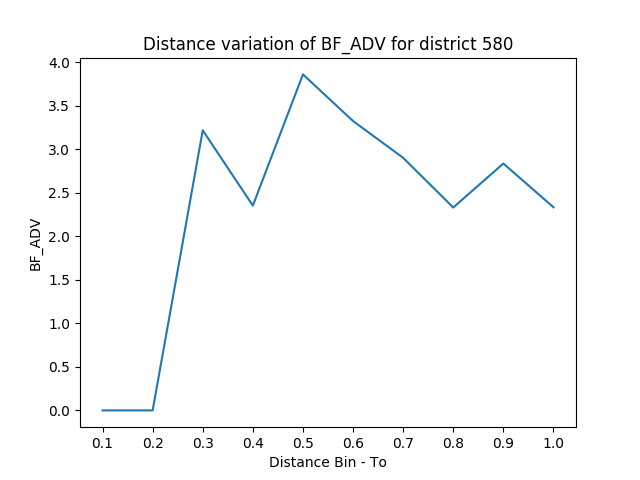 Distance variation of BF_ADV for district 580
4.0
3.5
3.0
2.5
2.0
1.5
1.0
0.5
0.0
BF_ADV
0.1 0.2 0.3 0.4 0.5 0.6 0.7 0.8 0.9 1.0
Distance Bin - To